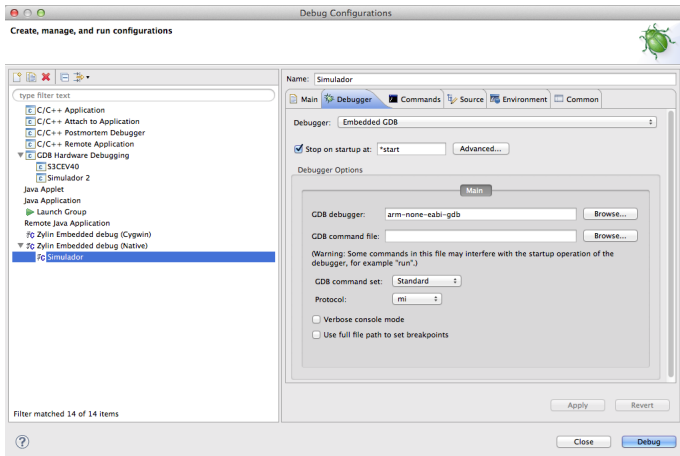 Debug Configurations
Create, manage, and run configurations
type filter text
C/C++ Application
C/C++ Attach to Application
C/C++ Postmortem Debugger
C/C++ Remote Application
GDB Hardware Debugging
S3CEV40
Simulador 2
Java Applet
Java Application
Launch Group
Remote Java Application
Zylin Embedded debug (Cygwin)
Zylin Embedded debug (Native)
Simulador
Filter matched 14 of 14 items
Name: Simulador
Main Debugger Commands Source Environment Common
Debugger: Embedded GDB
Stop on startup at: *start Advanced...
Debugger Options
Main
GDB debugger: arm-none-eabi-gdb Browse...
GDB command file: Browse...
(Warning: Some commands in this file may interfere with the startup operation of the
debugger, for example "run".)
GDB command set: Standard
Protocol: mi
Verbose console mode
Use full file path to set breakpoints
Apply Revert
? Close Debug